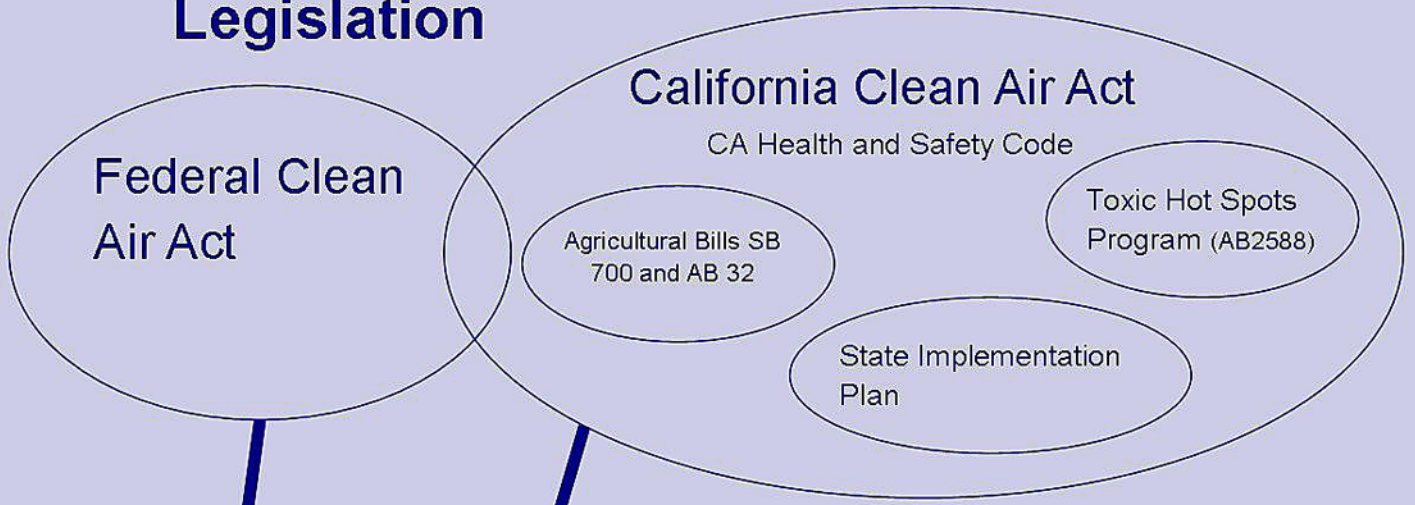 Legislation
California Clean Air Act
CA Health and Safety Code
Federal Clean
Air Act
Agricultural Bills SB
700 and AB 32
Toxic Hot Spots
Program (AB2588)
State Implementation
Plan